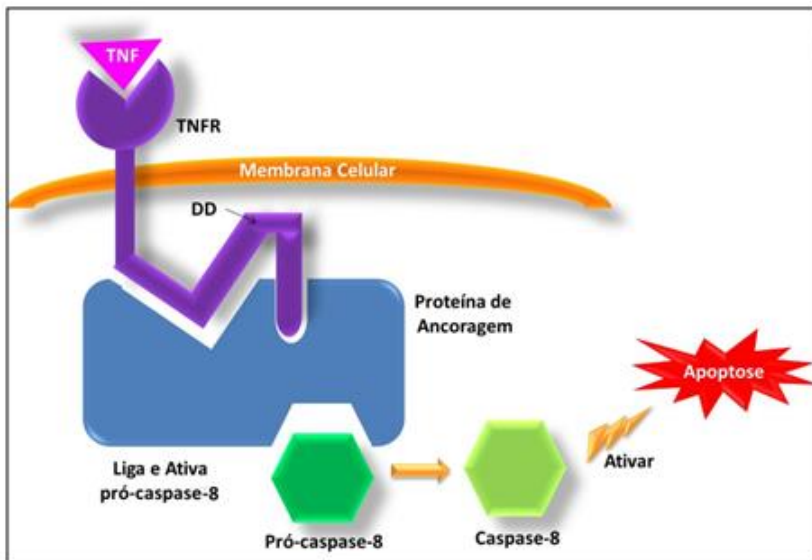 TNF
TNFR
Membrana Celular
DD
Proteína de
Ancoragem
Apoptose
Liga e Ativa
pró-caspase-8
Ativar
Pró-caspase-8
Caspase-8